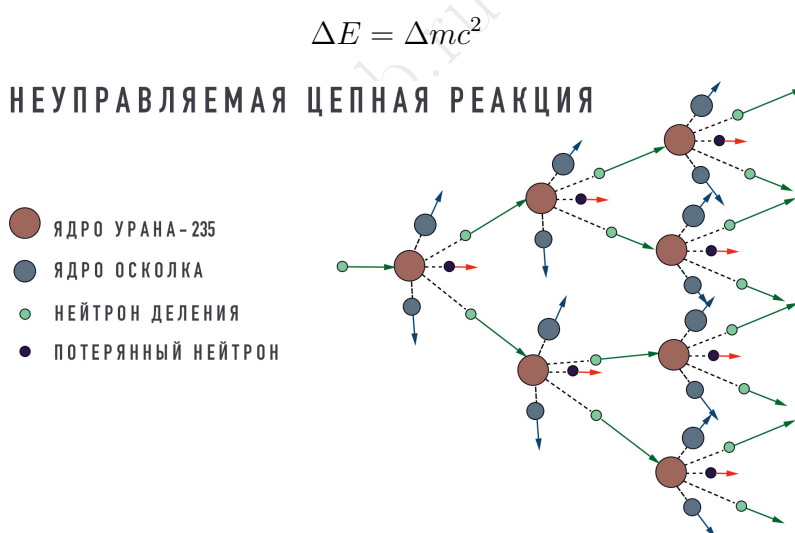 ΔE = Δmc²
НЕУПРАВЛЯЕМАЯ ЦЕПНАЯ РЕАКЦИЯ
ЯДРО УРАНА-235
ЯДРО ОСКОЛКА
НЕЙТРОН ДЕЛЕНИЯ
ПОТЕРЯННЫЙ НЕЙТРОН